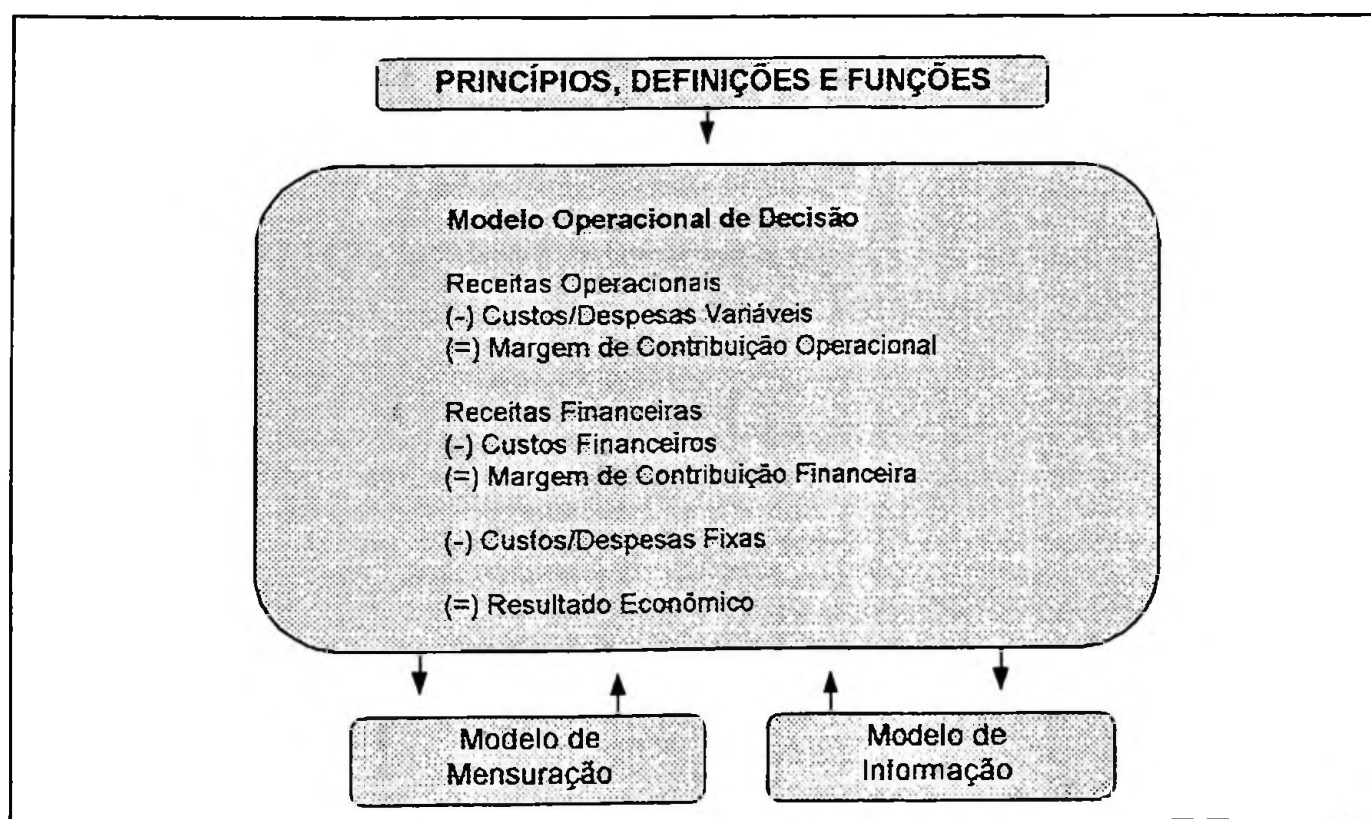 PRINCÍPIOS, DEFINIÇÕES E FUNÇÕES
Modelo Operacional de Decisão
Receitas Operacionais
(-) Custos/Despesas Variáveis
(=) Margem de Contribuição Operacional
Receitas Financeiras
(-) Custos Financeiros
(=) Margem de Contribuição Financeira
(-) Custos/Despesas Fixas
(=) Resultado Econômico
Modelo de
Mensuração
Modelo de
Informação